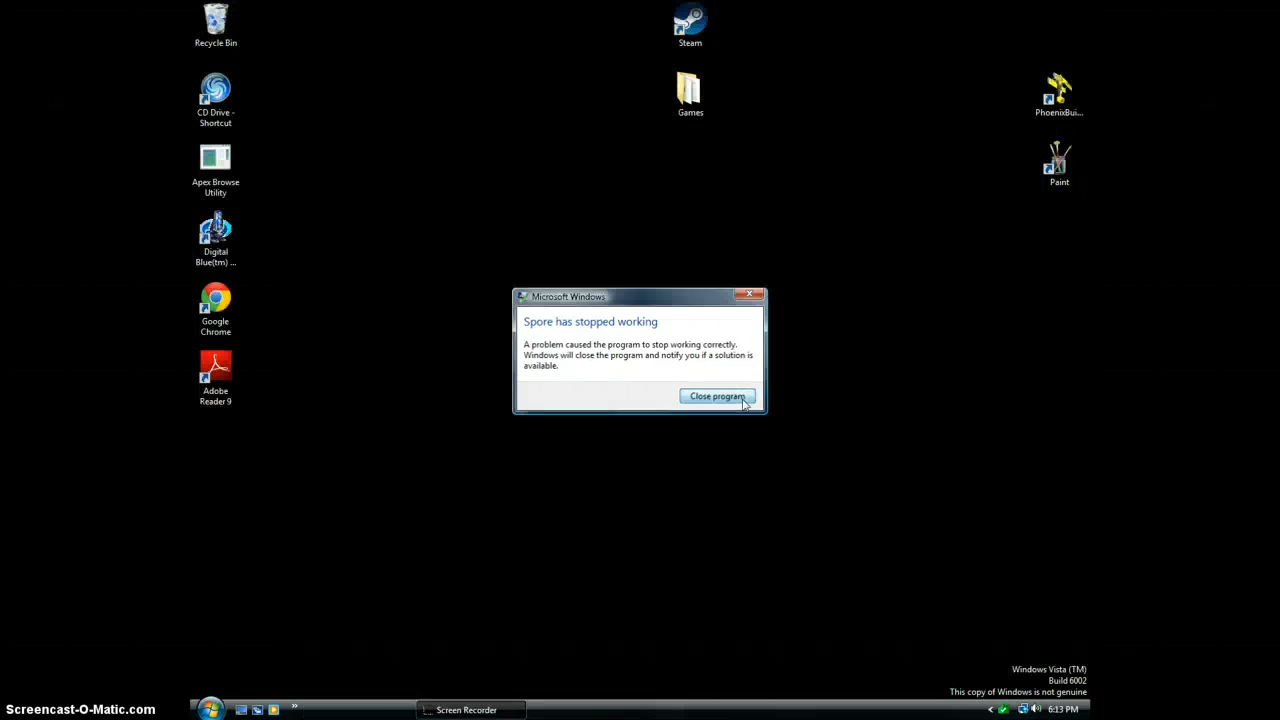 Recycle Bin
Steam
CD Drive -
Shortcut
Games
PhoenixBui...
Apex Browse
Utility
Paint
Digital
Blue(tm) ...
Google
Chrome
Adobe
Reader 9
Microsoft Windows
Spore has stopped working
A problem caused the program to stop working correctly.
Windows will close the program and notify you if a solution is
available.
Close program
Windows Vista (TM)
Build 6002
This copy of Windows is not genuine
Screencast-O-Matic.com
Screen Recorder
6:13 PM